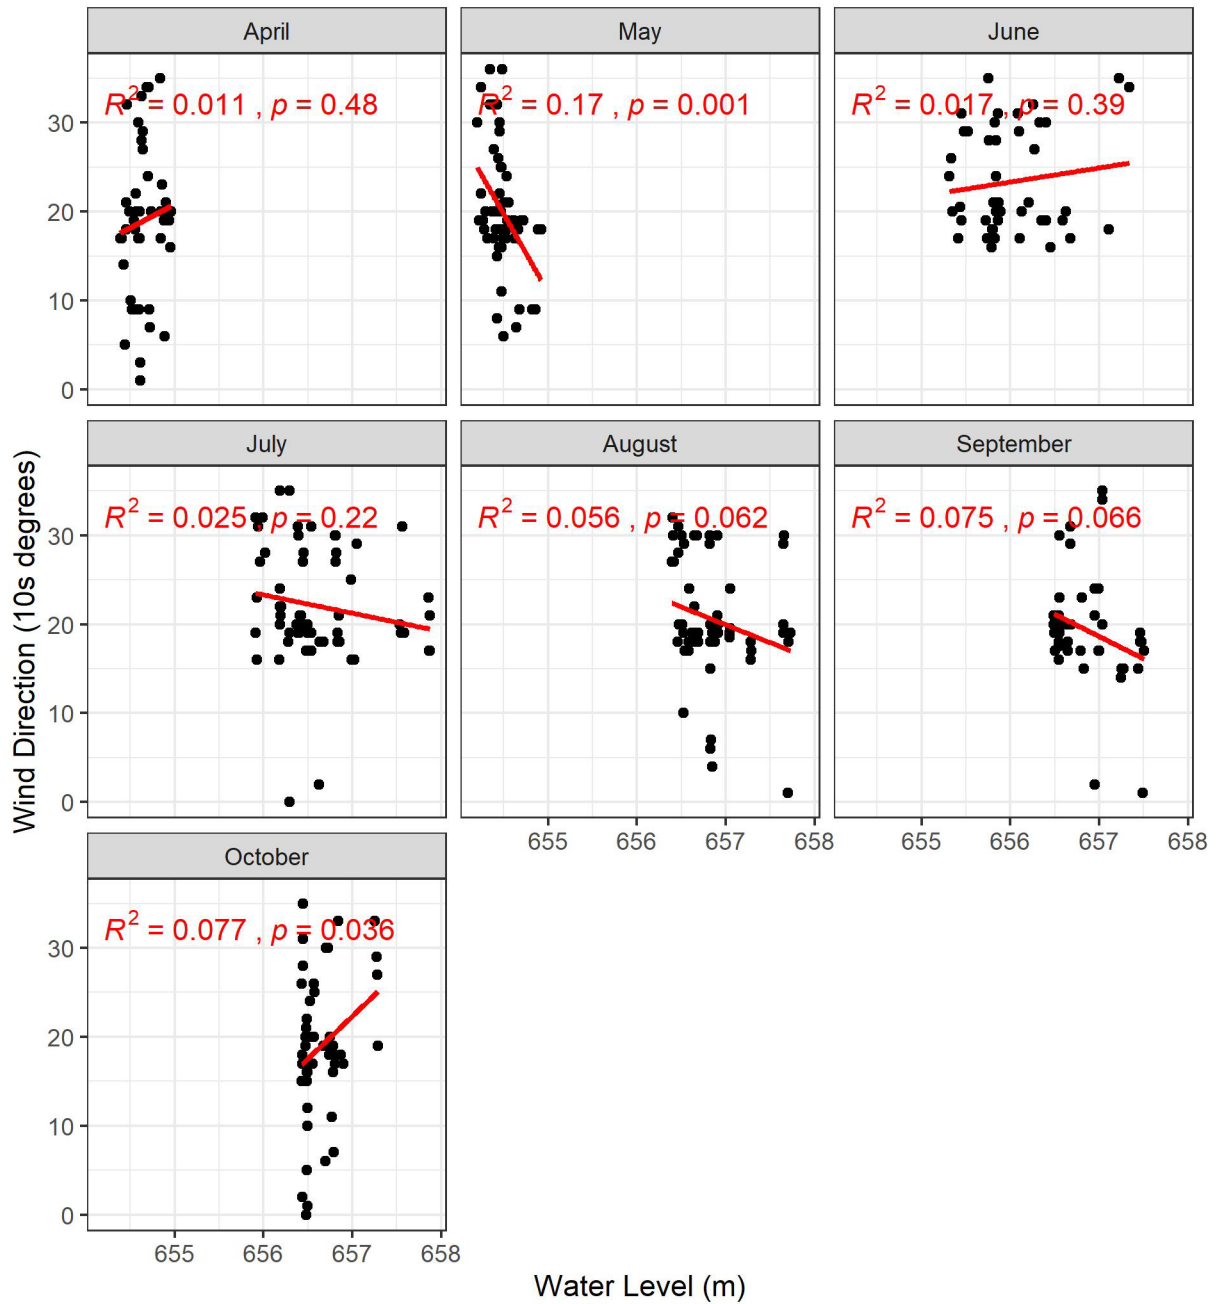 April
May
June
R² = 0.011 , p = 0.48
R² = 0.17 , p = 0.001
R² = 0.017 , p = 0.39
30
20
10
0
July
August
September
R² = 0.025 , p = 0.22
R² = 0.056 , p = 0.062
R² = 0.075 , p = 0.066
30
20
10
0
655 656 657 658
655 656 657 658
October
R² = 0.077 , p = 0.036
30
20
10
0
655 656 657 658
Wind Direction (10s degrees)
Water Level (m)